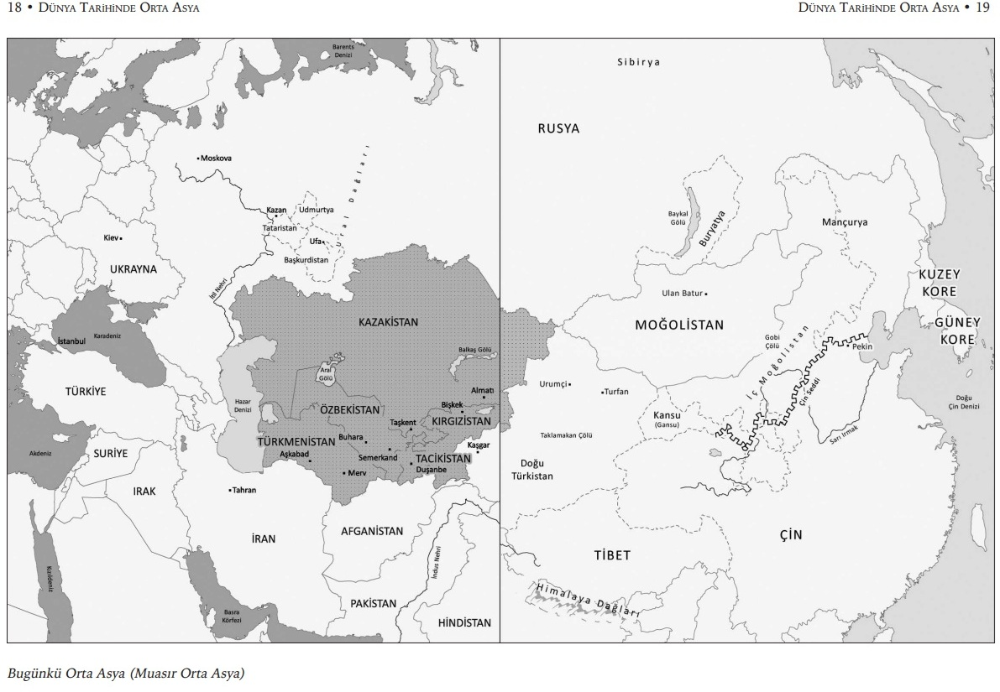 18 • Dünya Tarihinde Orta Asya
Dünya Tarihinde Orta Asya • 19
Barents
Denizi
Moskova
Ural Dağları
Kazan
Udmurtya
Tataristan
Ufa
Başkurdistan
Kiev
UKRAYNA
İtil Nehri
KAZAKİSTAN
İstanbul
Karadeniz
Balkaş Gölü
Aral
Gölü
TÜRKİYE
Hazar
Denizi
Almatı
ÖZBEKİSTAN
Bişkek
KIRGIZİSTAN
Taşkent
TÜRKMENİSTAN
Buhara
Aşkabad
Semerkand
Kaşgar
TACİKİSTAN
Duşanbe
Merv
Akdeniz
SURİYE
IRAK
Tahran
İRAN
AFGANİSTAN
İndus Nehri
Kızıldeniz
PAKİSTAN
Basra
Körfezi
HİNDİSTAN
Sibirya
RUSYA
Baykal
Gölü
Buryatya
Mançurya
KUZEY
KORE
Ulan Batur
MOĞOLİSTAN
GÜNEY
KORE
Gobi
Çölü
İç Moğolistan
Pekin
Urumçi
Turfan
Çin Seddi
Doğu
Çin Denizi
Kansu
(Gansu)
Taklamakan Çölü
Sarı Irmak
Doğu
Türkistan
ÇİN
TİBET
Himalaya Dağları
Bugünkü Orta Asya (Muasır Orta Asya)